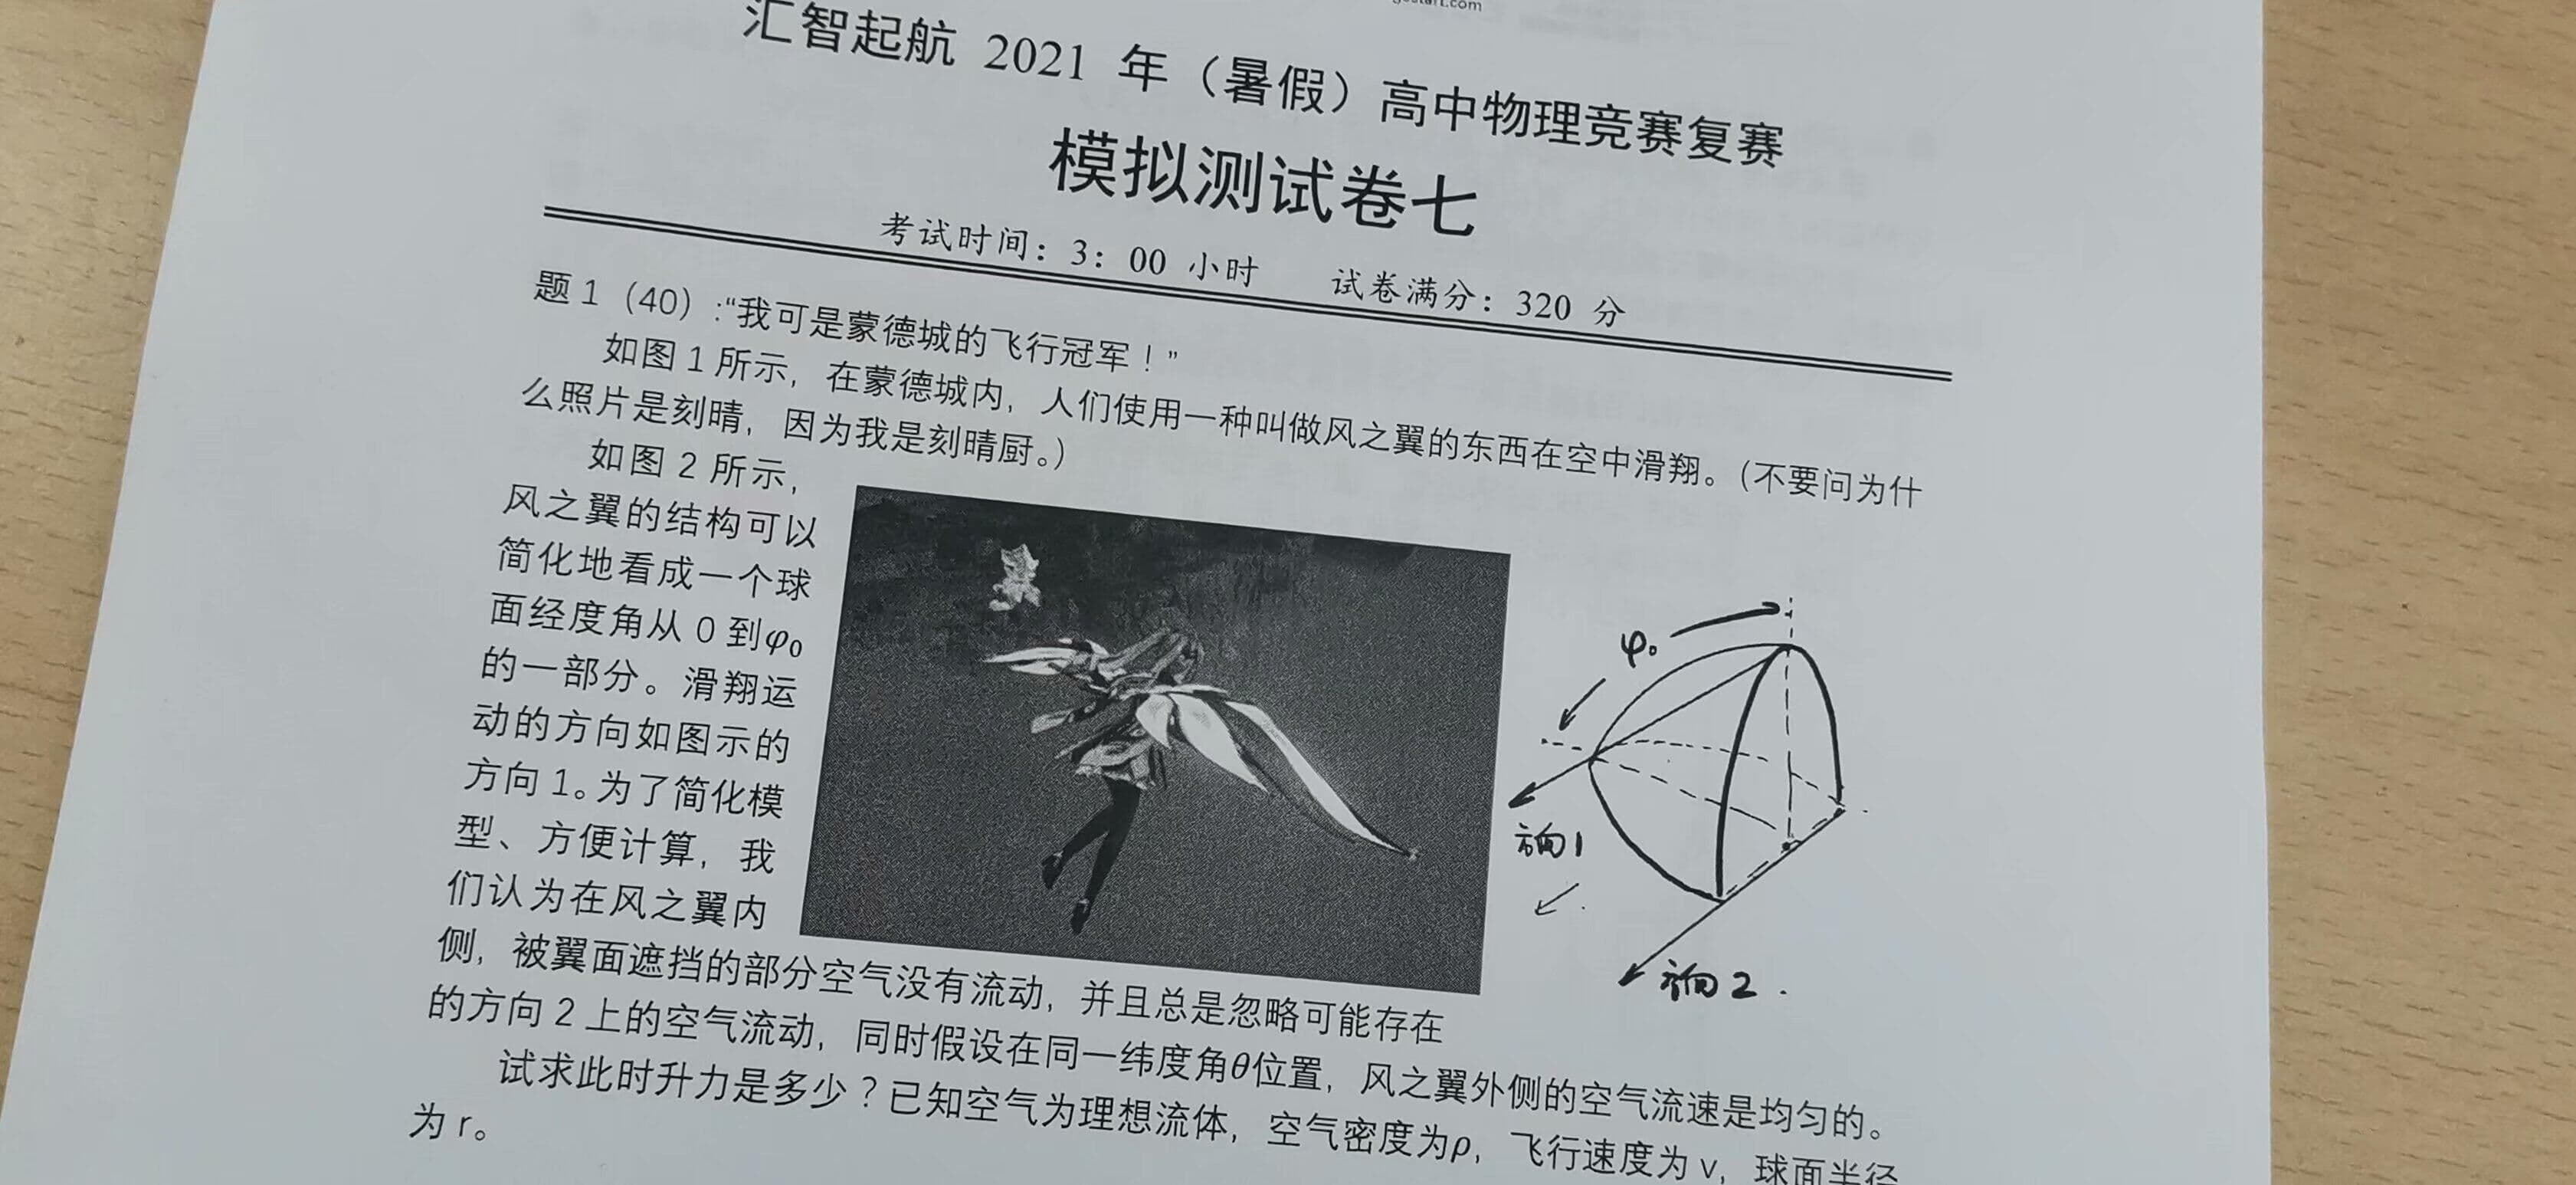 汇智起航 2021 年（暑假）高中物理竞赛复赛
模拟测试卷七
考试时间：3：00 小时 试卷满分：320 分
题 1（40）:“我可是蒙德城的飞行冠军！”
如图 1 所示，在蒙德城内，人们使用一种叫做风之翼的东西在空中滑翔。（不要问为什
么照片是刻晴，因为我是刻晴厨。）
如图 2 所示，
风之翼的结构可以
简化地看成一个球
面经度角从 0 到φ₀
的一部分。滑翔运
动的方向如图示的
方向 1。为了简化模
型、方便计算，我
们认为在风之翼内
侧，被翼面遮挡的部分空气没有流动，并且总是忽略可能存在
的方向 2 上的空气流动，同时假设在同一纬度角θ位置，风之翼外侧的空气流速是均匀的。
试求此时升力是多少？已知空气为理想流体，空气密度为ρ，飞行速度为 v，球面半径
为 r。
φ₀
方向1
方向2